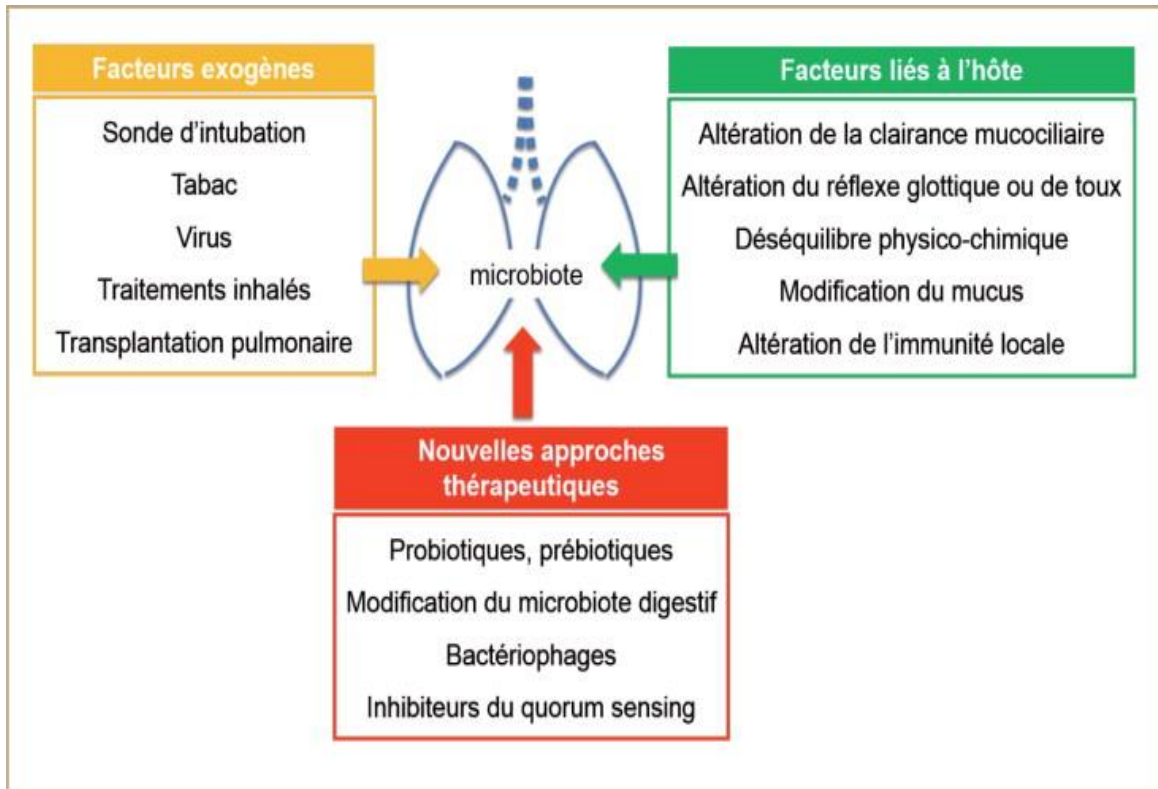 Facteurs exogènes
Sonde d’intubation
Tabac
Virus
Traitements inhalés
Transplantation pulmonaire
microbiote
Facteurs liés à l’hôte
Altération de la clairance mucociliaire
Altération du réflexe glottique ou de toux
Déséquilibre physico-chimique
Modification du mucus
Altération de l’immunité locale
Nouvelles approches
thérapeutiques
Probiotiques, prébiotiques
Modification du microbiote digestif
Bactériophages
Inhibiteurs du quorum sensing